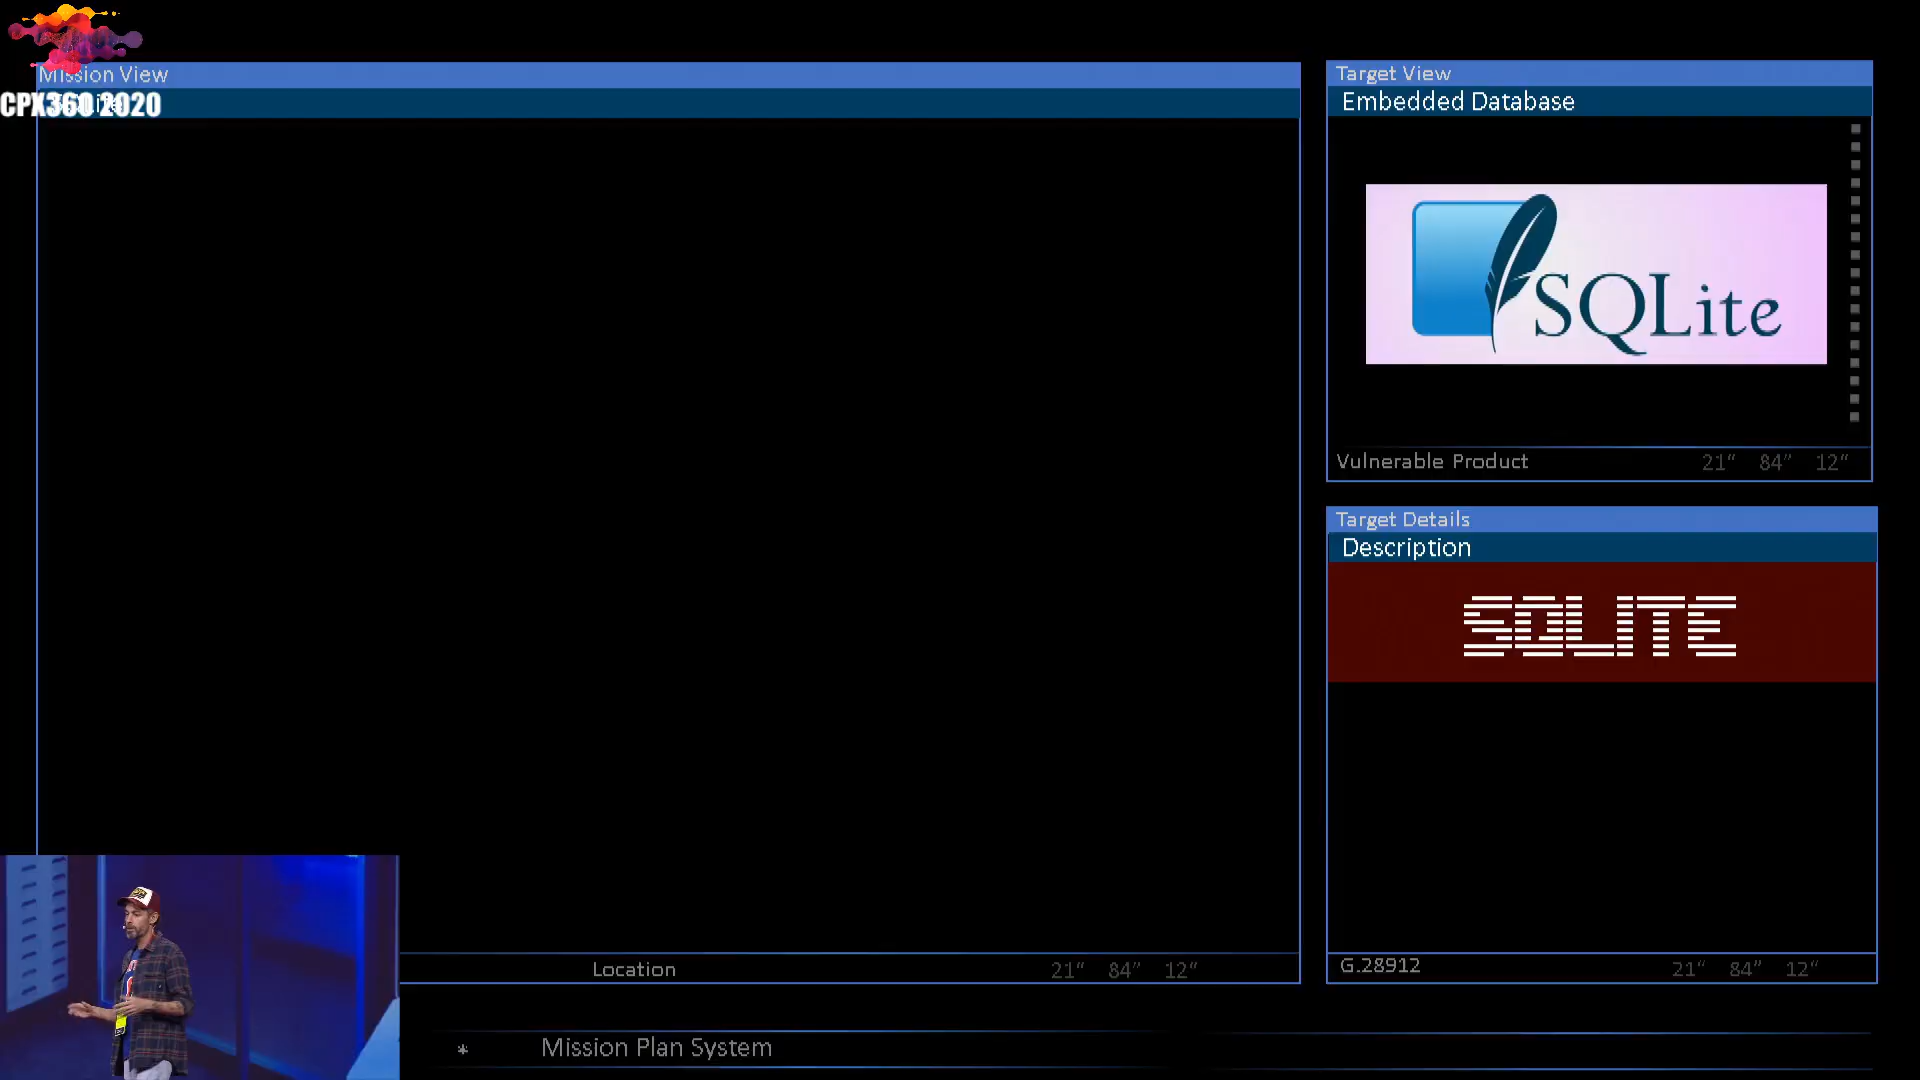 Mission View
CPX360 2020
Target View
Embedded Database
SQLite
Vulnerable Product
21“ 84” 12“
Target Details
Description
SQLITE
Location
21“ 84” 12“
G.28912
21“ 84” 12“
* Mission Plan System